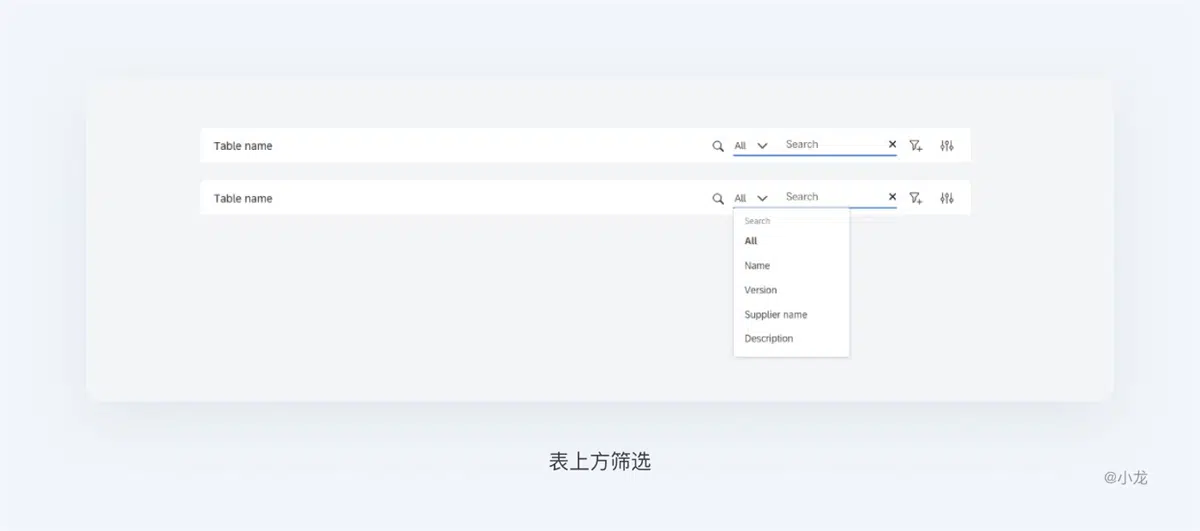 Table name All Search
Table name All Search
Search
All
Name
Version
Supplier name
Description
表上方筛选
@小龙